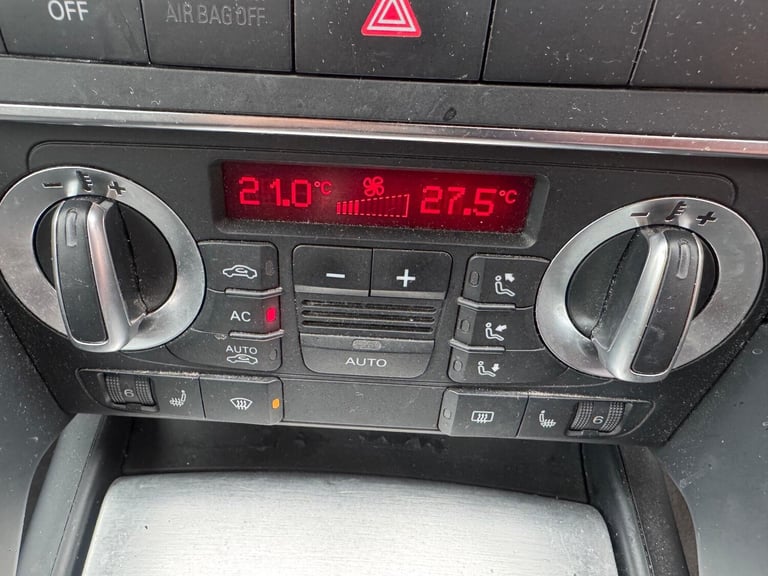 OFF
AIR BAG OFF
- +
21.0°C 27.5°C
- +
- +
AC
AUTO
AUTO
6
6